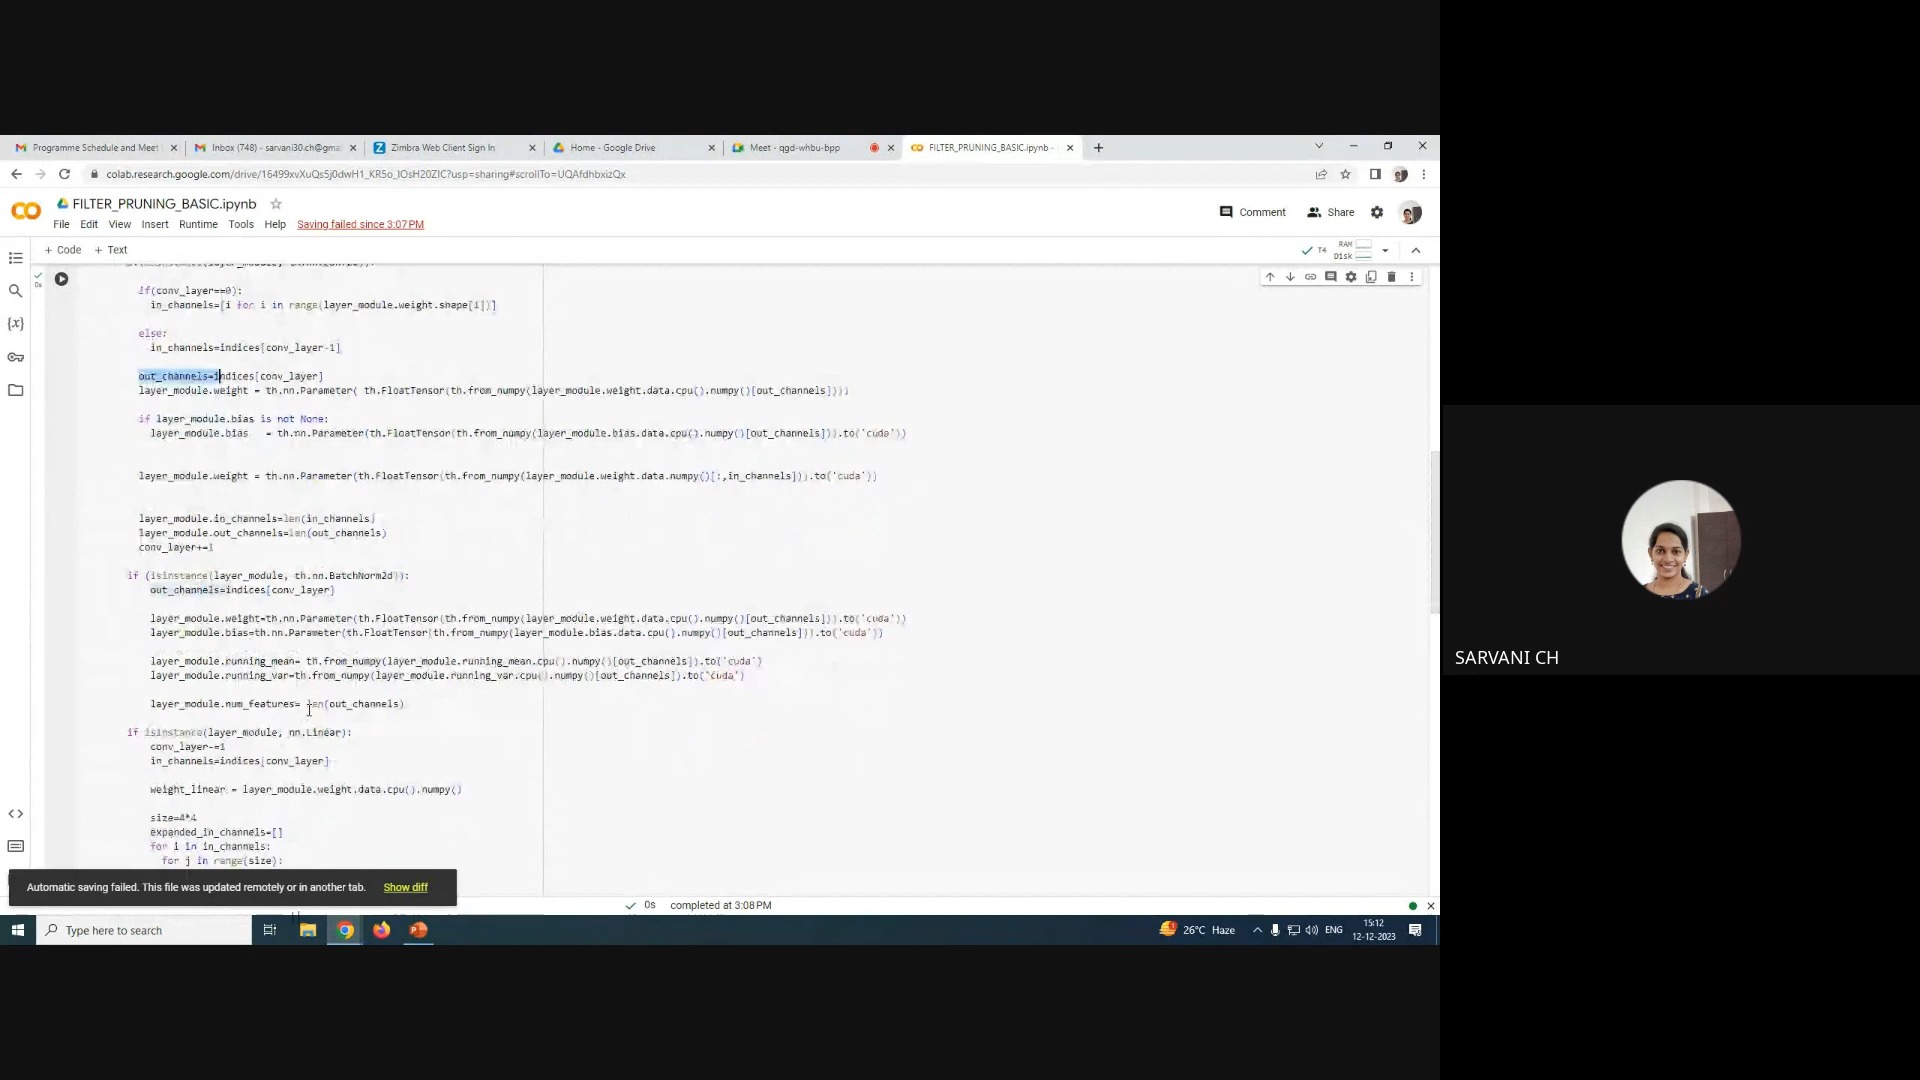 Programme Schedule and Meet
Inbox (748) - sarvani30.ch@gma
Zimbra Web Client Sign In
Home - Google Drive
Meet - qgd-whbu-bpp
FILTER_PRUNING_BASIC.ipynb -
colab.research.google.com/drive/16499xvXuQs5j0dwH1_KR5o_IOsH20ZIC?usp=sharing#scrollTo=UQAfdhbxizQx
FILTER_PRUNING_BASIC.ipynb
Comment
Share
File Edit View Insert Runtime Tools Help Saving failed since 3:07 PM
+ Code + Text
T4 RAM Disk
0s
if(conv_layer==0):
in_channels=[i for i in range(layer_module.weight.shape[1])]
else:
in_channels=indices[conv_layer-1]
out_channels=indices[conv_layer]
layer_module.weight = th.nn.Parameter( th.FloatTensor(th.from_numpy(layer_module.weight.data.cpu().numpy()[out_channels])))
if layer_module.bias is not None:
layer_module.bias = th.nn.Parameter(th.FloatTensor(th.from_numpy(layer_module.bias.data.cpu().numpy()[out_channels])).to('cuda'))
layer_module.weight = th.nn.Parameter(th.FloatTensor(th.from_numpy(layer_module.weight.data.numpy()[:,in_channels])).to('cuda'))
layer_module.in_channels=len(in_channels)
layer_module.out_channels=len(out_channels)
conv_layer+=1
if (isinstance(layer_module, th.nn.BatchNorm2d)):
out_channels=indices[conv_layer]
layer_module.weight=th.nn.Parameter(th.FloatTensor(th.from_numpy(layer_module.weight.data.cpu().numpy()[out_channels])).to('cuda'))
layer_module.bias=th.nn.Parameter(th.FloatTensor(th.from_numpy(layer_module.bias.data.cpu().numpy()[out_channels])).to('cuda'))
layer_module.running_mean= th.from_numpy(layer_module.running_mean.cpu().numpy()[out_channels]).to('cuda')
layer_module.running_var=th.from_numpy(layer_module.running_var.cpu().numpy()[out_channels]).to('cuda')
layer_module.num_features= len(out_channels)
if isinstance(layer_module, nn.Linear):
conv_layer-=1
in_channels=indices[conv_layer]
weight_linear = layer_module.weight.data.cpu().numpy()
size=4*4
expanded_in_channels=[]
for i in in_channels:
for j in range(size):
Automatic saving failed. This file was updated remotely or in another tab. Show diff
0s completed at 3:08 PM
Type here to search
26°C Haze
ENG
15:12
12-12-2023
SARVANI CH